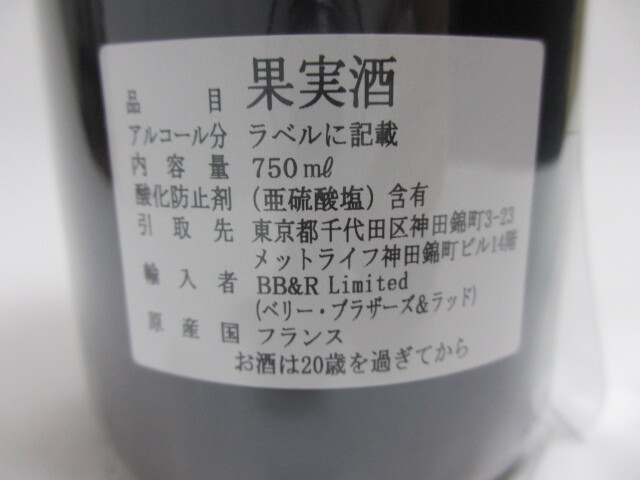 品目 果実酒
アルコール分 ラベルに記載
内容量 750㎖
酸化防止剤 (亜硫酸塩) 含有
引取先 東京都千代田区神田錦町3-23
メットライフ神田錦町ビル14階
輸入者 BB&R Limited
(ベリー・ブラザーズ&ラッド)
原産国 フランス
お酒は20歳を過ぎてから